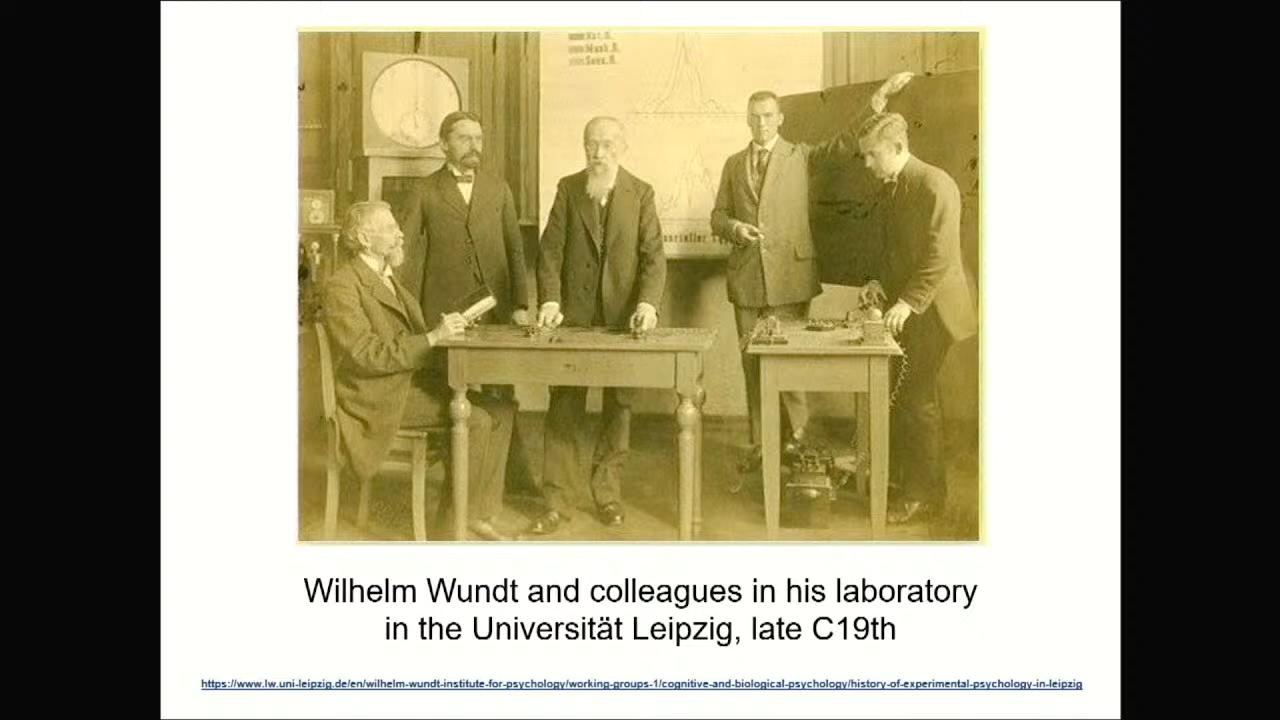 Wilhelm Wundt and colleagues in his laboratory
in the Universität Leipzig, late C19th
https://www.lw.uni-leipzig.de/en/wilhelm-wundt-institute-for-psychology/working-groups-1/cognitive-and-biological-psychology/history-of-experimental-psychology-in-leipzig